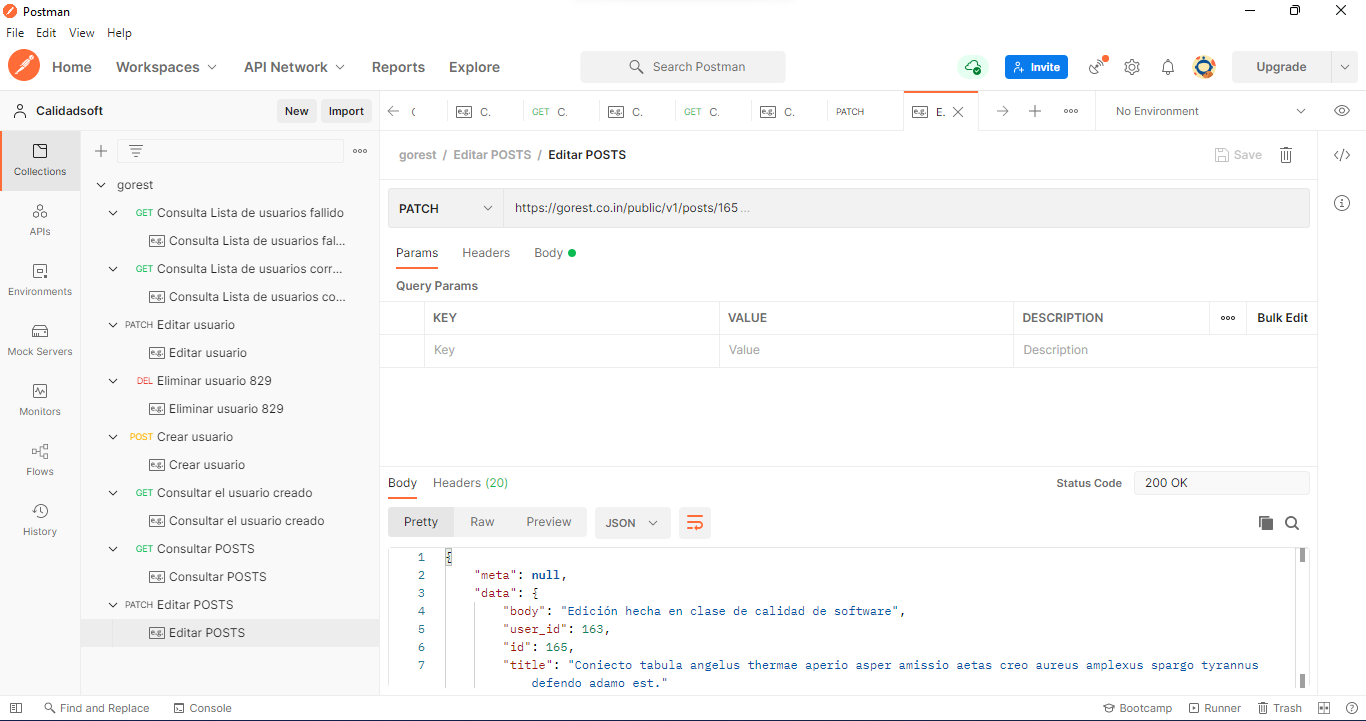 Postman
File Edit View Help
Home Workspaces API Network Reports Explore Search Postman Invite Upgrade
Calidadsoft New Import
C e.g. C. GET C. e.g. C. GET C. e.g. C. PATCH e.g. E. No Environment
Collections
APIs
Environments
Mock Servers
Monitors
Flows
History
gorest
GET Consulta Lista de usuarios fallido
e.g. Consulta Lista de usuarios fal...
GET Consulta Lista de usuarios corr...
e.g. Consulta Lista de usuarios co...
PATCH Editar usuario
e.g. Editar usuario
DEL Eliminar usuario 829
e.g. Eliminar usuario 829
POST Crear usuario
e.g. Crear usuario
GET Consultar el usuario creado
e.g. Consultar el usuario creado
GET Consultar POSTS
e.g. Consultar POSTS
PATCH Editar POSTS
e.g. Editar POSTS
gorest / Editar POSTS / Editar POSTS Save
PATCH https://gorest.co.in/public/v1/posts/165...
Params Headers Body
Query Params
KEY VALUE DESCRIPTION Bulk Edit
Key Value Description
Body Headers (20) Status Code 200 OK
Pretty Raw Preview JSON
1 {
2 "meta": null,
3 "data": {
4 "body": "Edición hecha en clase de calidad de software",
5 "user_id": 163,
6 "id": 165,
7 "title": "Coniecto tabula angelus thermae aperio asper amissio aetas creo aureus amplexus spargo tyrannus
defendo adamo est."
Find and Replace Console Bootcamp Runner Trash